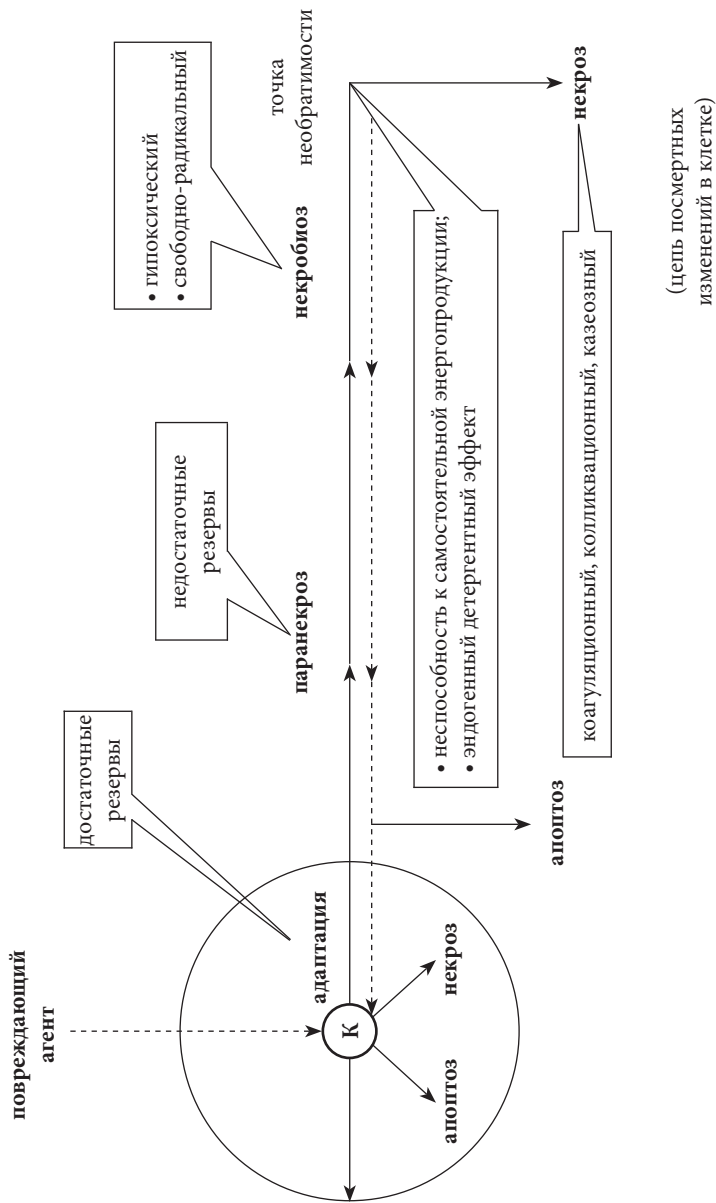 повреждающий
агент
достаточные
резервы
адаптация
К
апоптоз
некроз
недостаточные
резервы
паранекроз
• гипоксический
• свободно-радикальный
некробиоз
точка
необратимости
апоптоз
• неспособность к самостоятельной энергопродукции;
• эндогенный детергентный эффект
коагуляционный, колликвационный, казеозный
некроз
(цепь посмертных
изменений в клетке)